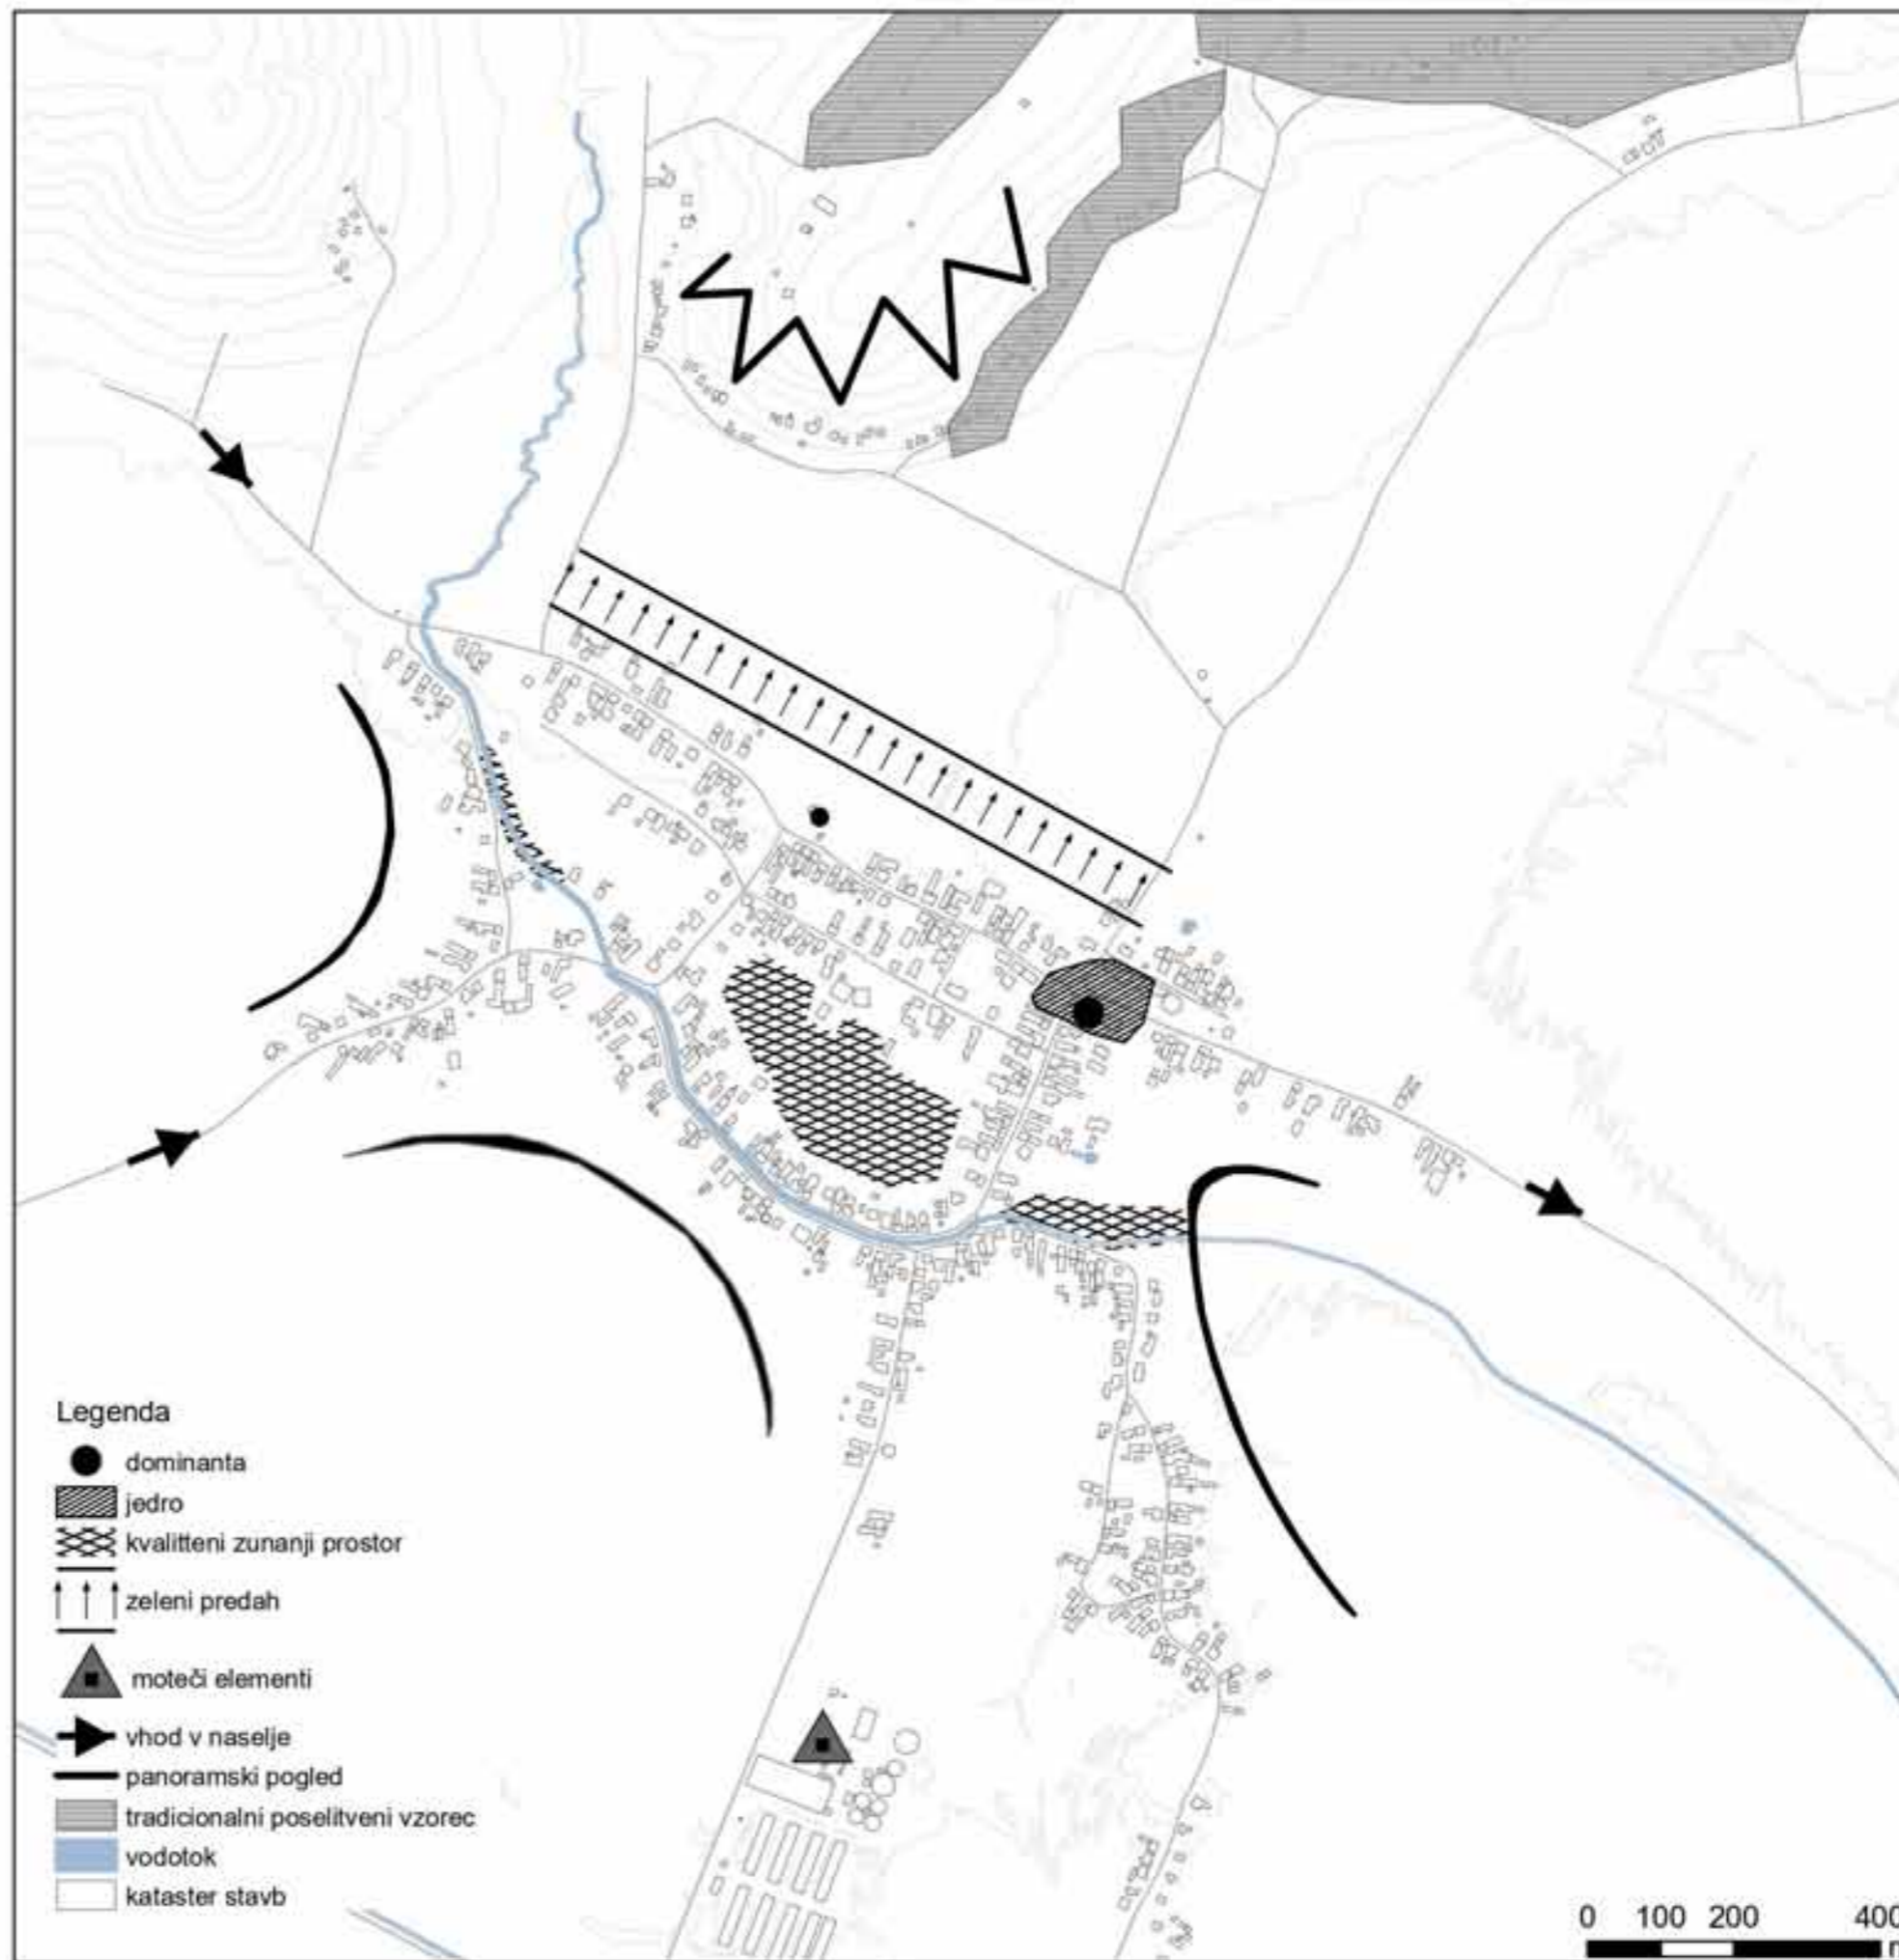 Legenda
dominanta
jedro
kvalitteni zunanji prostor
zeleni predah
moteči elementi
vhod v naselje
panoramski pogled
tradicionalni poselitveni vzorec
vodotok
kataster stavb
0 100 200 400